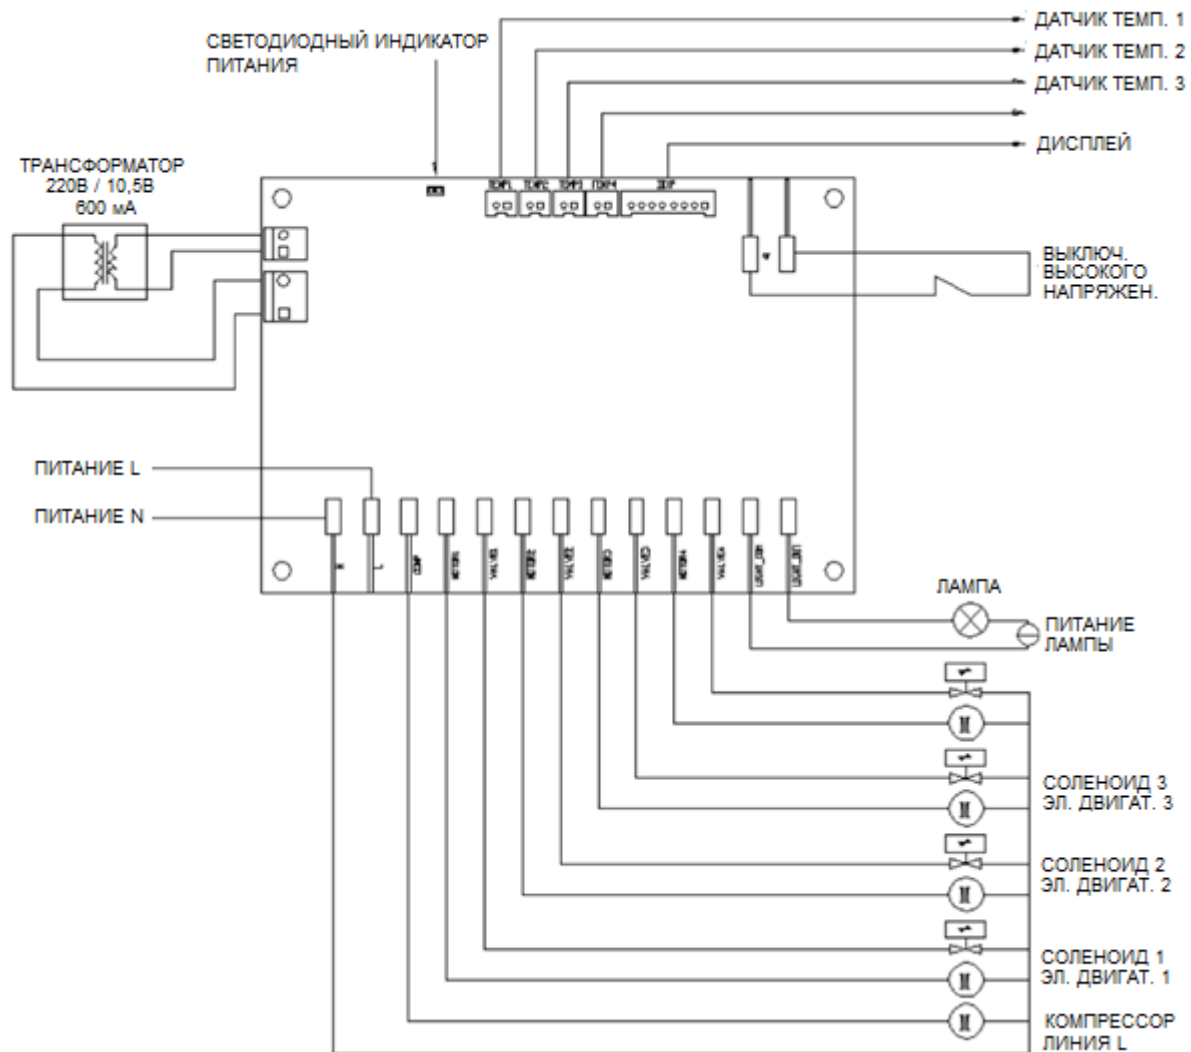 ДАТЧИК ТЕМП. 1
СВЕТОДИОДНЫЙ ИНДИКАТОР
ПИТАНИЯ
ДАТЧИК ТЕМП. 2
ДАТЧИК ТЕМП. 3
ДИСПЛЕЙ
ТРАНСФОРМАТОР
220В / 10,5В
600 мА
ВЫКЛЮЧ.
ВЫСОКОГО
НАПРЯЖЕН.
ПИТАНИЕ L
ПИТАНИЕ N
N
L
COMP
ЛАМПА
ПИТАНИЕ
ЛАМПЫ
СОЛЕНОИД 3
ЭЛ. ДВИГАТ. 3
СОЛЕНОИД 2
ЭЛ. ДВИГАТ. 2
СОЛЕНОИД 1
ЭЛ. ДВИГАТ. 1
КОМПРЕССОР
ЛИНИЯ L